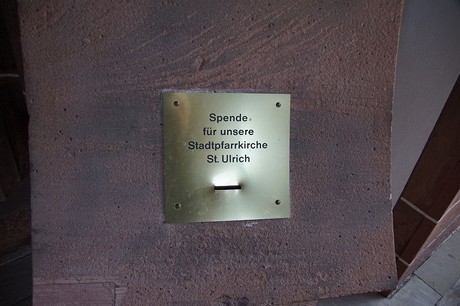 Spende
für unsere
Stadtpfarrkirche
St. Ulrich